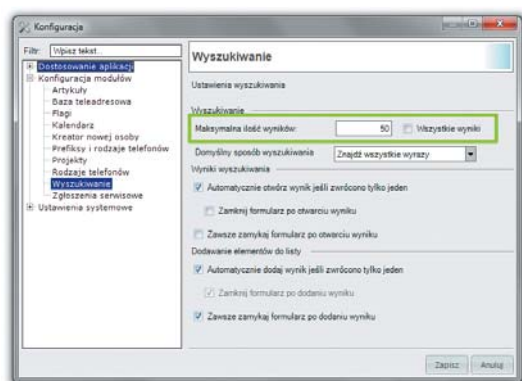 Konfiguracja
Filtr: Wpisz tekst...
Dostosowanie aplikacji
Konfiguracja modułów
Artykuły
Baza teleadresowa
Flagi
Kalendarz
Kreator nowej osoby
Prefiksy i rodzaje telefonów
Projekty
Rodzaje telefonów
Wyszukiwanie
Zgłoszenia serwisowe
Ustawienia systemowe
Wyszukiwanie
Ustawienia wyszukiwania
Wyszukiwanie
Maksymalna ilość wyników: 50 Wszystkie wyniki
Domyślny sposób wyszukiwania Znajdź wszystkie wyrazy
Wyniki wyszukiwania
Automatycznie otwórz wynik jeśli zwrócono tylko jeden
Zamknij formularz po otwarciu wyniku
Zawsze zamykaj formularz po otwarciu wyniku
Dodawanie elementów do listy
Automatycznie dodaj wynik jeśli zwrócono tylko jeden
Zamknij formularz po dodaniu wyniku
Zawsze zamykaj formularz po dodaniu wyniku
Zapisz Anuluj